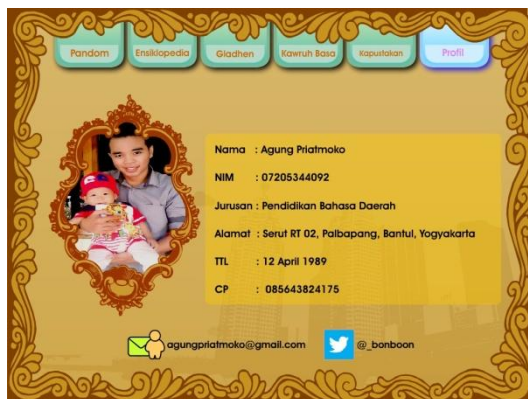 Pandom Ensiklopedia Gladhen Kawruh Basa Kapustakan Profil
Nama : Agung Priatmoko
NIM : 07205344092
Jurusan : Pendidikan Bahasa Daerah
Alamat : Serut RT 02, Palbapang, Bantul, Yogyakarta
TTL : 12 April 1989
CP : 085643824175
agungpriatmoko@gmail.com @_bonboon